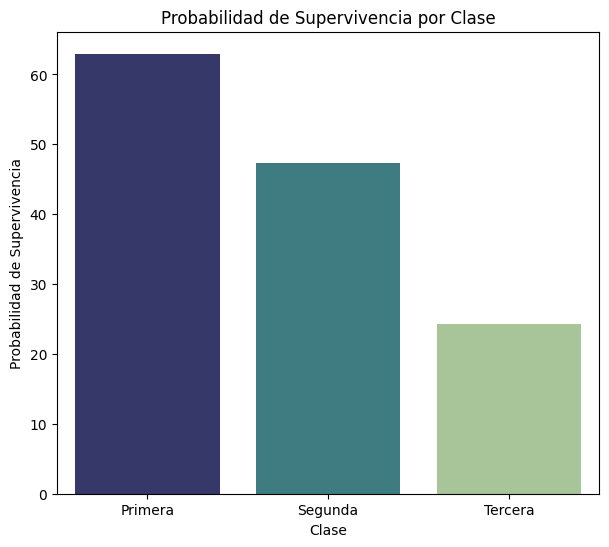 Probabilidad de Supervivencia por Clase
Probabilidad de Supervivencia
60
50
40
30
20
10
0
Primera
Segunda
Tercera
Clase